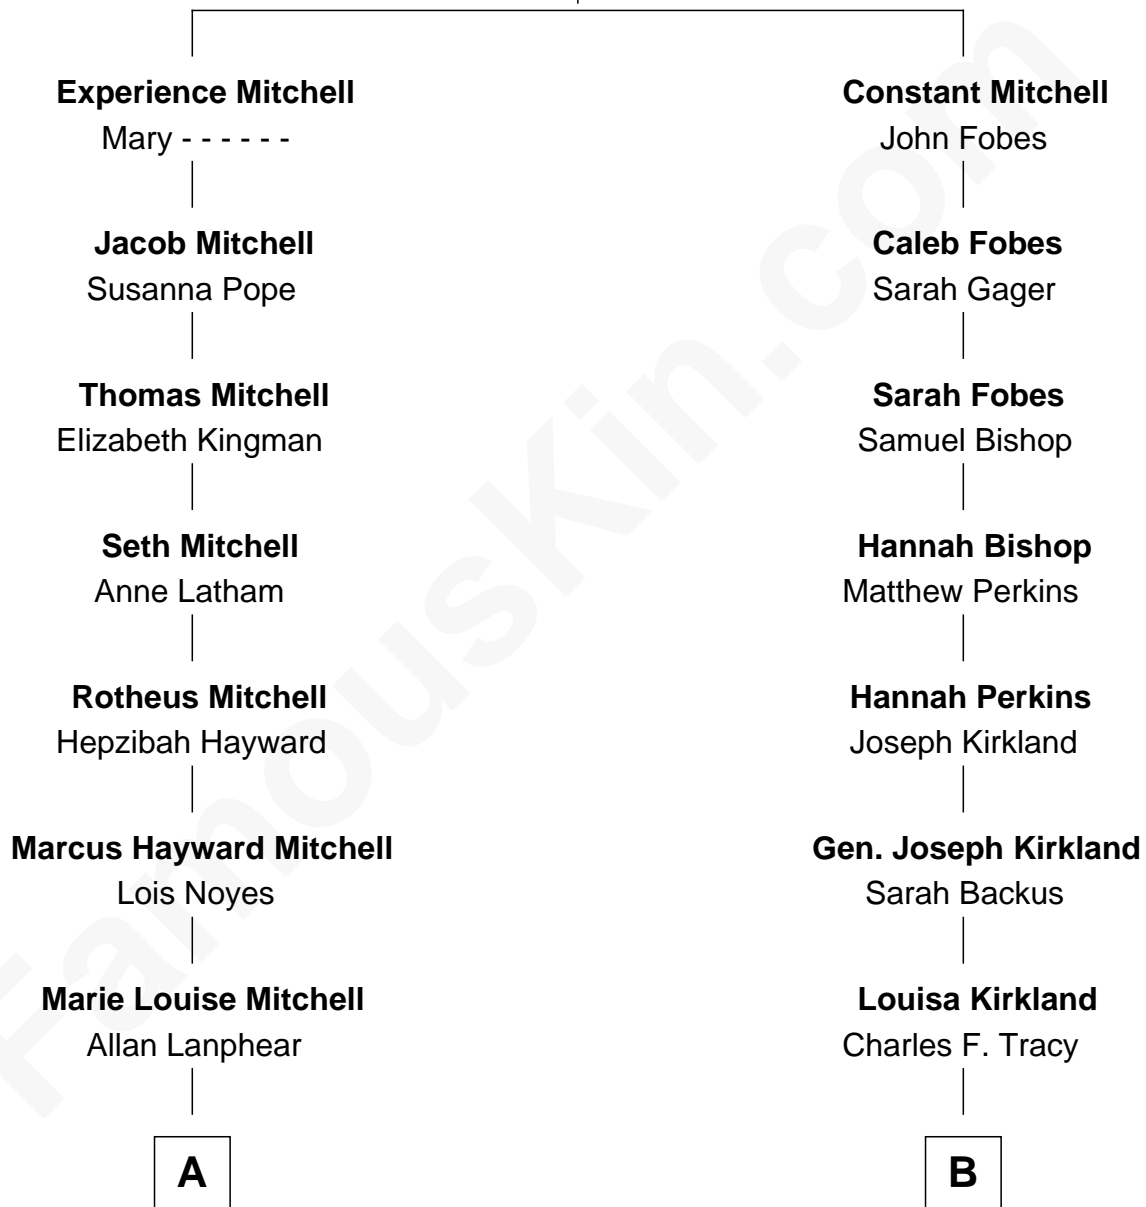 Experience Mitchell
Mary - - - - - -
Constant Mitchell
John Fobes
Jacob Mitchell
Susanna Pope
Caleb Fobes
Sarah Gager
Thomas Mitchell
Elizabeth Kingman
Sarah Fobes
Samuel Bishop
Seth Mitchell
Anne Latham
Hannah Bishop
Matthew Perkins
Rotheus Mitchell
Hepzibah Hayward
Hannah Perkins
Joseph Kirkland
Marcus Hayward Mitchell
Lois Noyes
Gen. Joseph Kirkland
Sarah Backus
Marie Louise Mitchell
Allan Lanphear
Louisa Kirkland
Charles F. Tracy
A
B
FamousKin.com